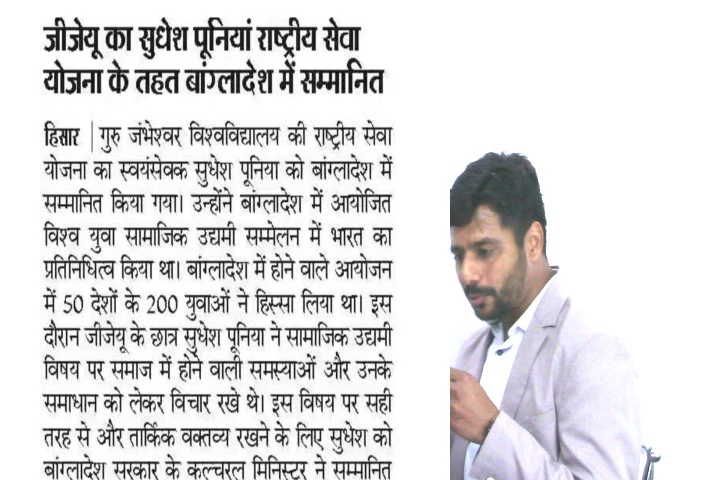 जीजेयू का सुधेश पूनियां राष्ट्रीय सेवा
योजना के तहत बांग्लादेश में सम्मानित
हिसार | गुरु जंभेश्वर विश्वविद्यालय की राष्ट्रीय सेवा
योजना का स्वयंसेवक सुधेश पूनिया को बांग्लादेश में
सम्मानित किया गया। उन्होंने बांग्लादेश में आयोजित
विश्व युवा सामाजिक उद्यमी सम्मेलन में भारत का
प्रतिनिधित्व किया था। बांग्लादेश में होने वाले आयोजन
में 50 देशों के 200 युवाओं ने हिस्सा लिया था। इस
दौरान जीजेयू के छात्र सुधेश पूनिया ने सामाजिक उद्यमी
विषय पर समाज में होने वाली समस्याओं और उनके
समाधान को लेकर विचार रखे थे। इस विषय पर सही
तरह से और तार्किक वक्तव्य रखने के लिए सुधेश को
बांग्लादेश सरकार के कल्चरल मिनिस्टर ने सम्मानित